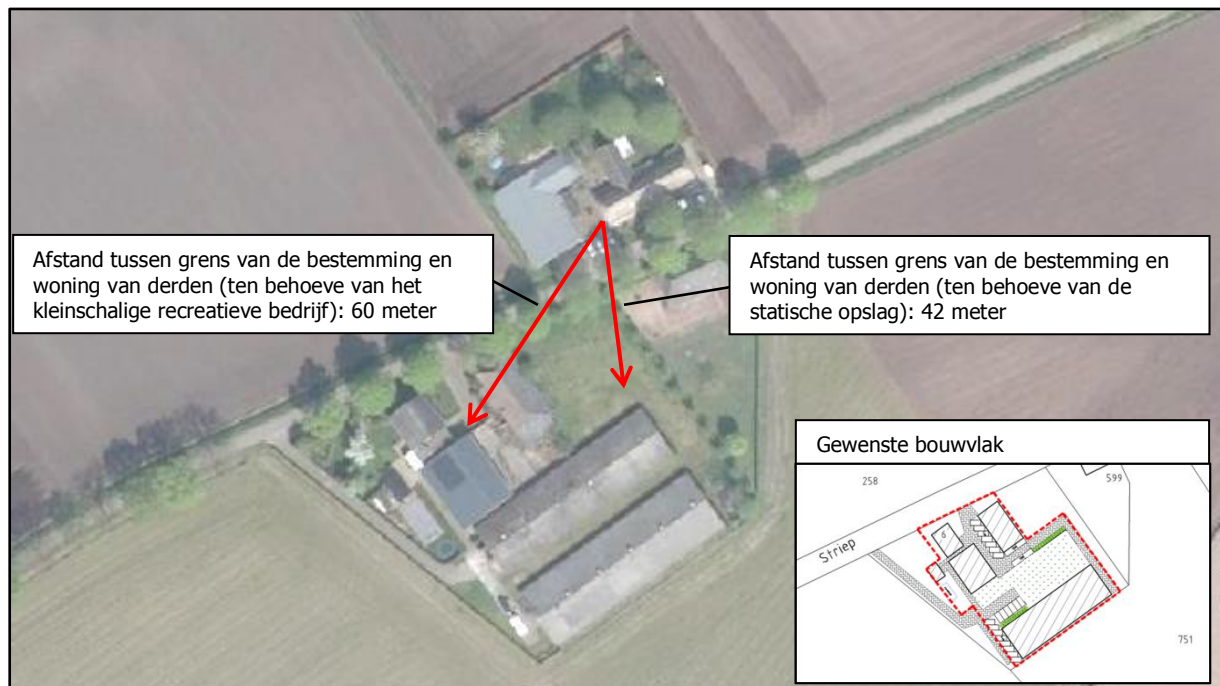 Afstand tussen grens van de bestemming en
woning van derden (ten behoeve van het
kleinschalige recreatieve bedrijf): 60 meter
Afstand tussen grens van de bestemming en
woning van derden (ten behoeve van de
statische opslag): 42 meter
Gewenste bouwvlak
258
599
6
Striep
751